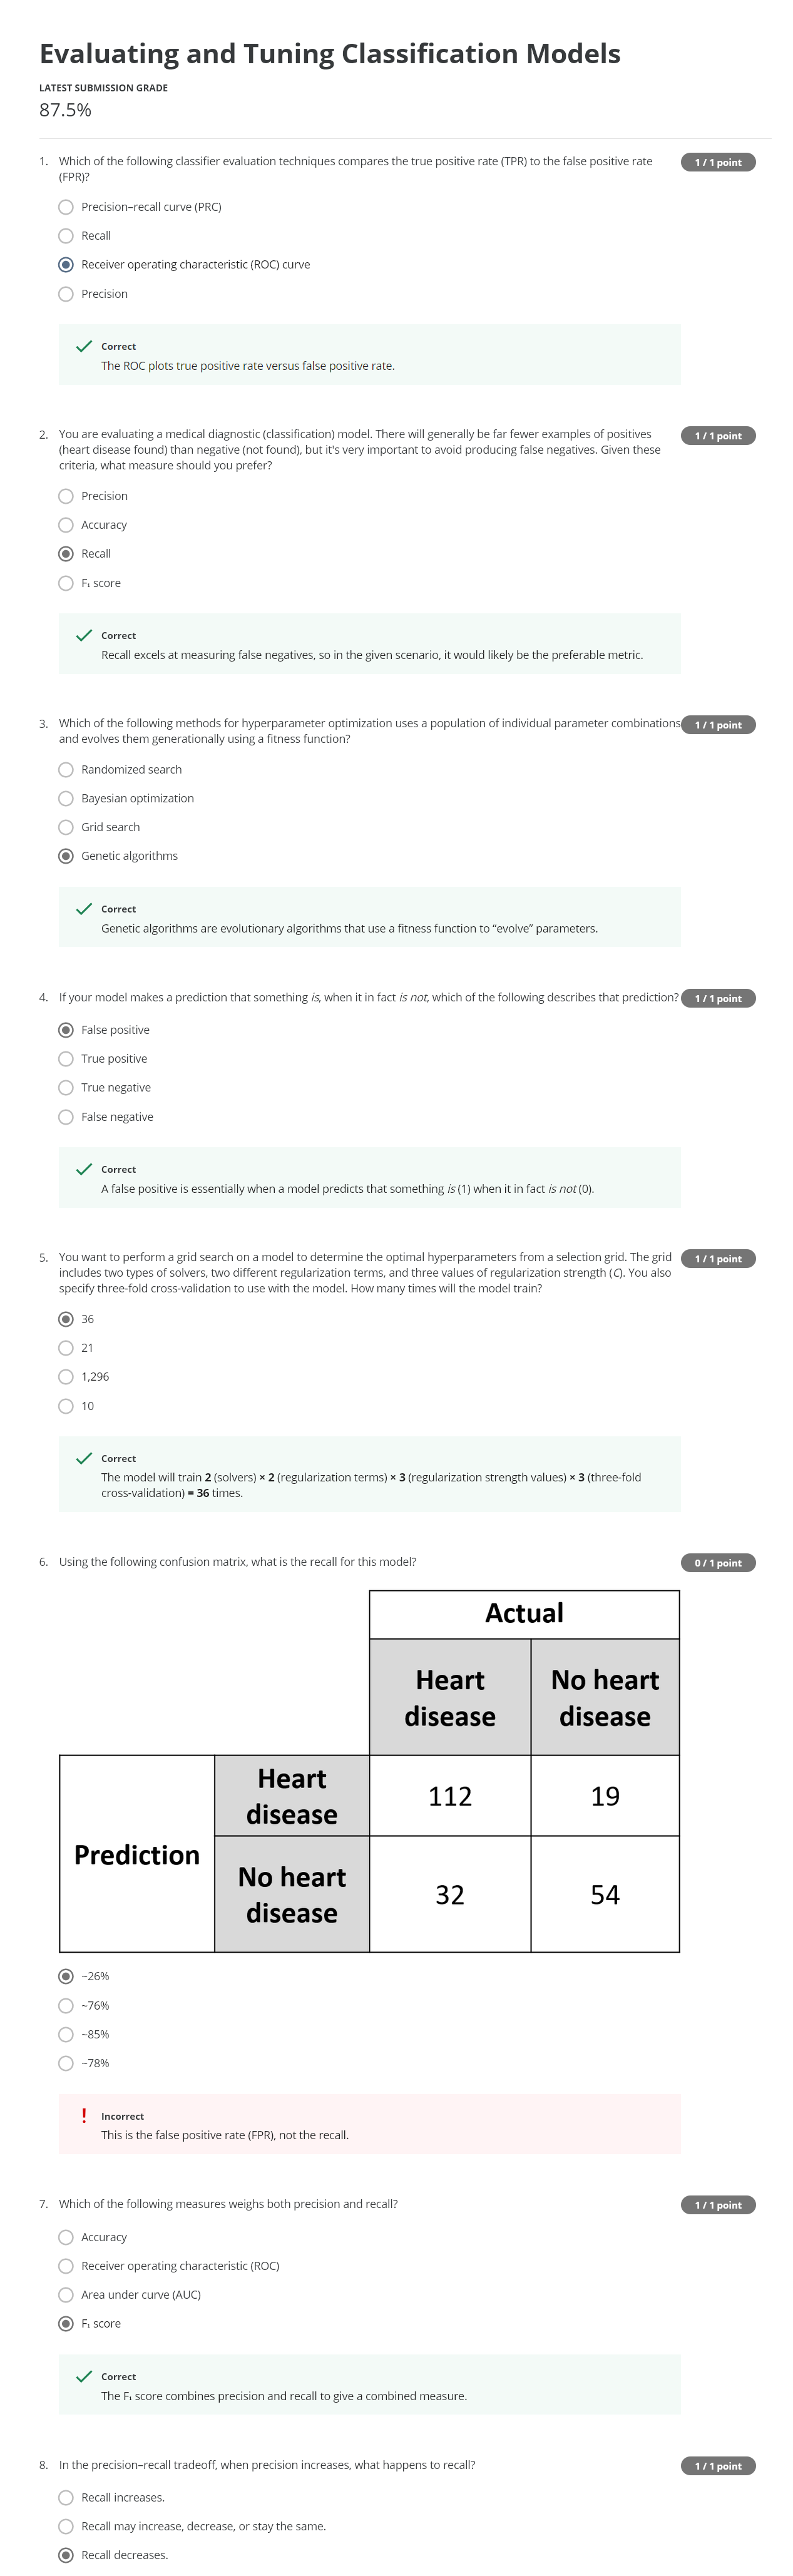 Evaluating and Tuning Classification Models
LATEST SUBMISSION GRADE
87.5%
1. Which of the following classifier evaluation techniques compares the true positive rate (TPR) to the false positive rate 1 / 1 point
(FPR)?
Precision–recall curve (PRC)
Recall
Receiver operating characteristic (ROC) curve
Precision
Correct
The ROC plots true positive rate versus false positive rate.
2. You are evaluating a medical diagnostic (classification) model. There will generally be far fewer examples of positives 1 / 1 point
(heart disease found) than negative (not found), but it's very important to avoid producing false negatives. Given these
criteria, what measure should you prefer?
Precision
Accuracy
Recall
F₁ score
Correct
Recall excels at measuring false negatives, so in the given scenario, it would likely be the preferable metric.
3. Which of the following methods for hyperparameter optimization uses a population of individual parameter combinations 1 / 1 point
and evolves them generationally using a fitness function?
Randomized search
Bayesian optimization
Grid search
Genetic algorithms
Correct
Genetic algorithms are evolutionary algorithms that use a fitness function to “evolve” parameters.
4. If your model makes a prediction that something is, when it in fact is not, which of the following describes that prediction? 1 / 1 point
False positive
True positive
True negative
False negative
Correct
A false positive is essentially when a model predicts that something is (1) when it in fact is not (0).
5. You want to perform a grid search on a model to determine the optimal hyperparameters from a selection grid. The grid 1 / 1 point
includes two types of solvers, two different regularization terms, and three values of regularization strength (C). You also
specify three-fold cross-validation to use with the model. How many times will the model train?
36
21
1,296
10
Correct
The model will train 2 (solvers) × 2 (regularization terms) × 3 (regularization strength values) × 3 (three-fold
cross-validation) = 36 times.
6. Using the following confusion matrix, what is the recall for this model? 0 / 1 point
Actual
Heart disease No heart disease
Prediction
Heart disease 112 19
No heart disease 32 54
~26%
~76%
~85%
~78%
Incorrect
This is the false positive rate (FPR), not the recall.
7. Which of the following measures weighs both precision and recall? 1 / 1 point
Accuracy
Receiver operating characteristic (ROC)
Area under curve (AUC)
F₁ score
Correct
The F₁ score combines precision and recall to give a combined measure.
8. In the precision–recall tradeoff, when precision increases, what happens to recall? 1 / 1 point
Recall increases.
Recall may increase, decrease, or stay the same.
Recall decreases.